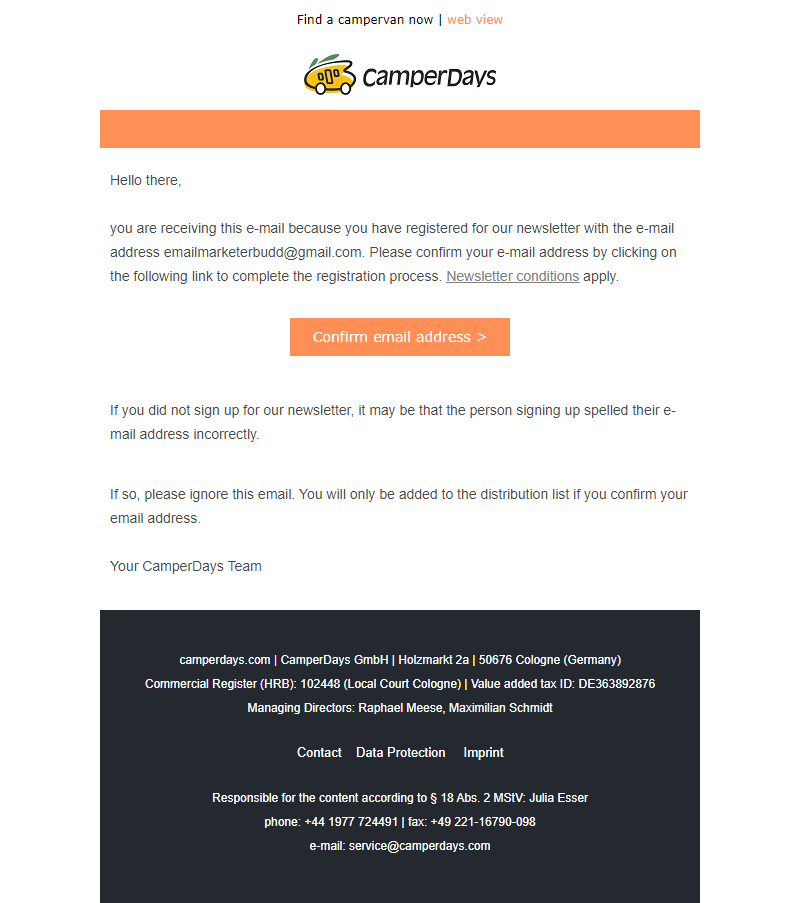 Find a campervan now | web view
CamperDays
Hello there,
you are receiving this e-mail because you have registered for our newsletter with the e-mail
address emailmarketerbudd@gmail.com. Please confirm your e-mail address by clicking on
the following link to complete the registration process. Newsletter conditions apply.
Confirm email address >
If you did not sign up for our newsletter, it may be that the person signing up spelled their e-
mail address incorrectly.
If so, please ignore this email. You will only be added to the distribution list if you confirm your
email address.
Your CamperDays Team
camperdays.com | CamperDays GmbH | Holzmarkt 2a | 50676 Cologne (Germany)
Commercial Register (HRB): 102448 (Local Court Cologne) | Value added tax ID: DE363892876
Managing Directors: Raphael Meese, Maximilian Schmidt
Contact Data Protection Imprint
Responsible for the content according to § 18 Abs. 2 MStV: Julia Esser
phone: +44 1977 724491 | fax: +49 221-16790-098
e-mail: service@camperdays.com